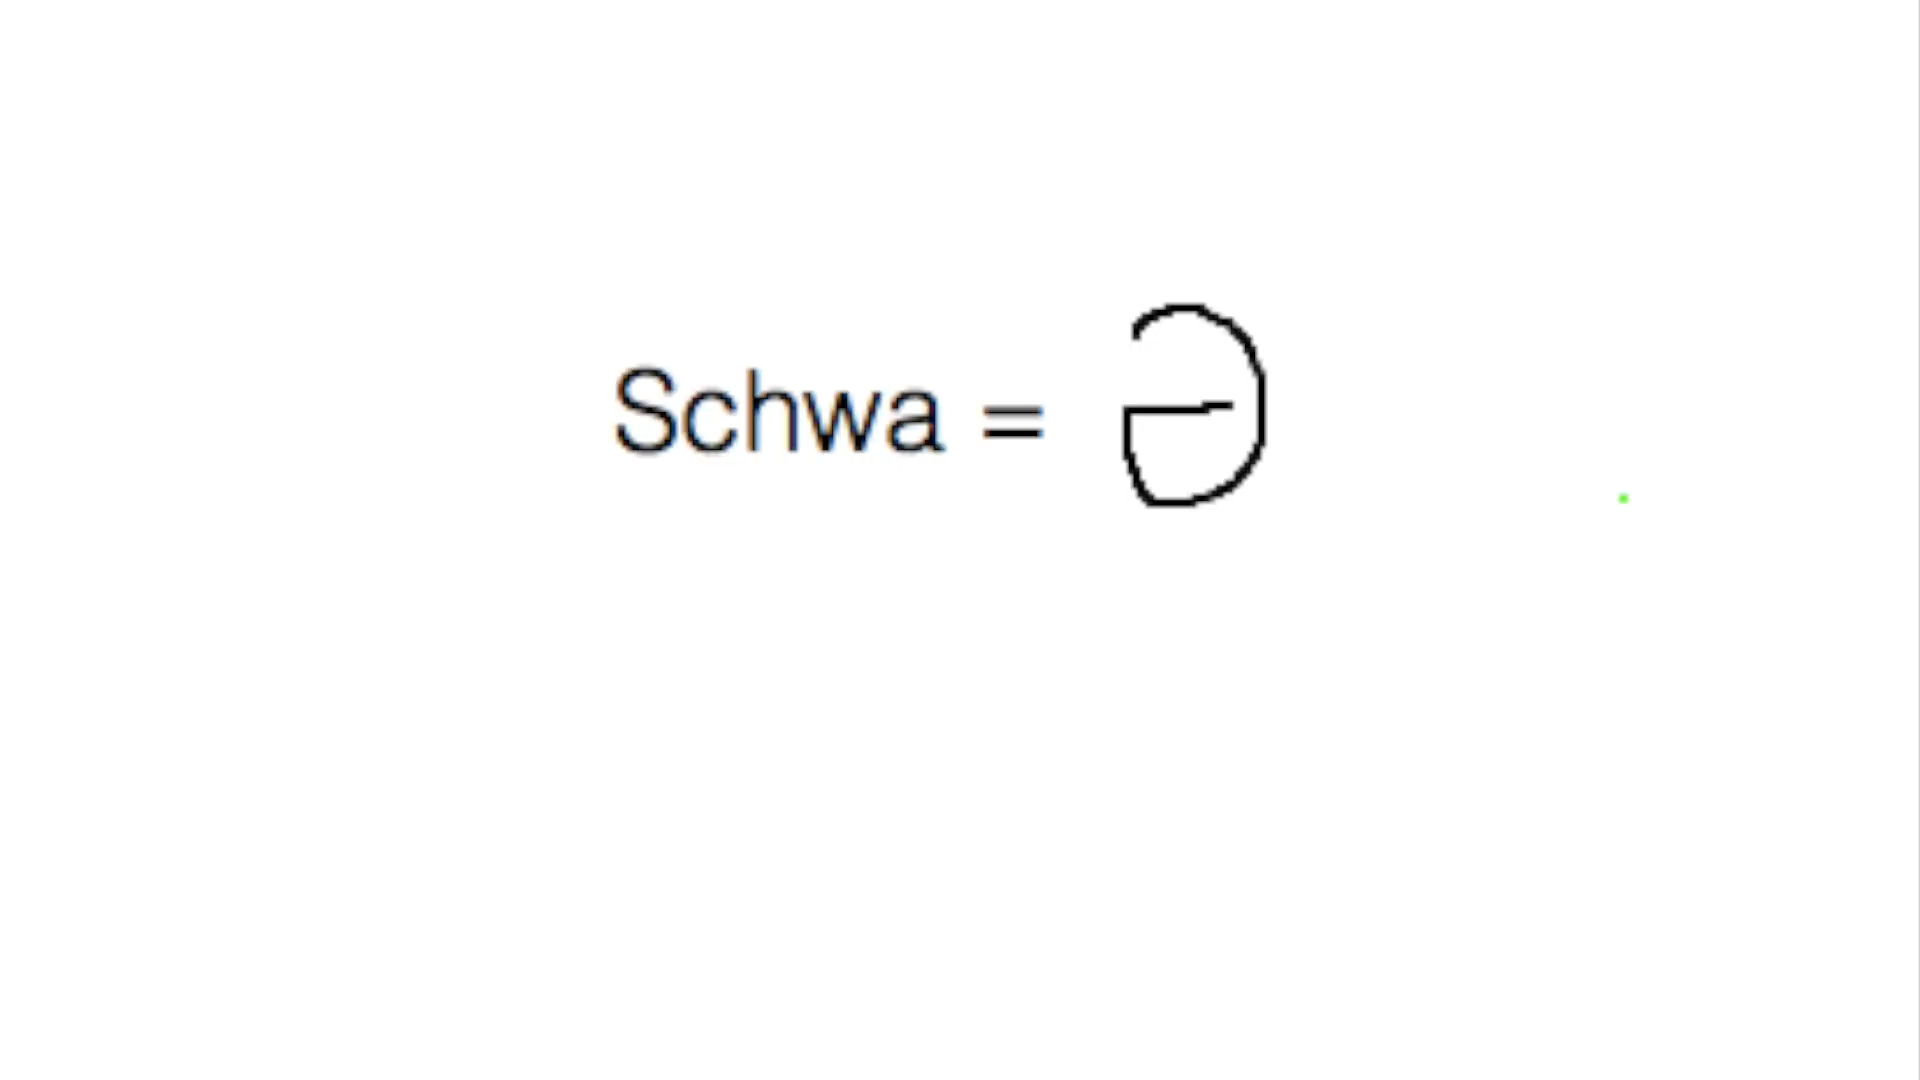 Schwa = ə